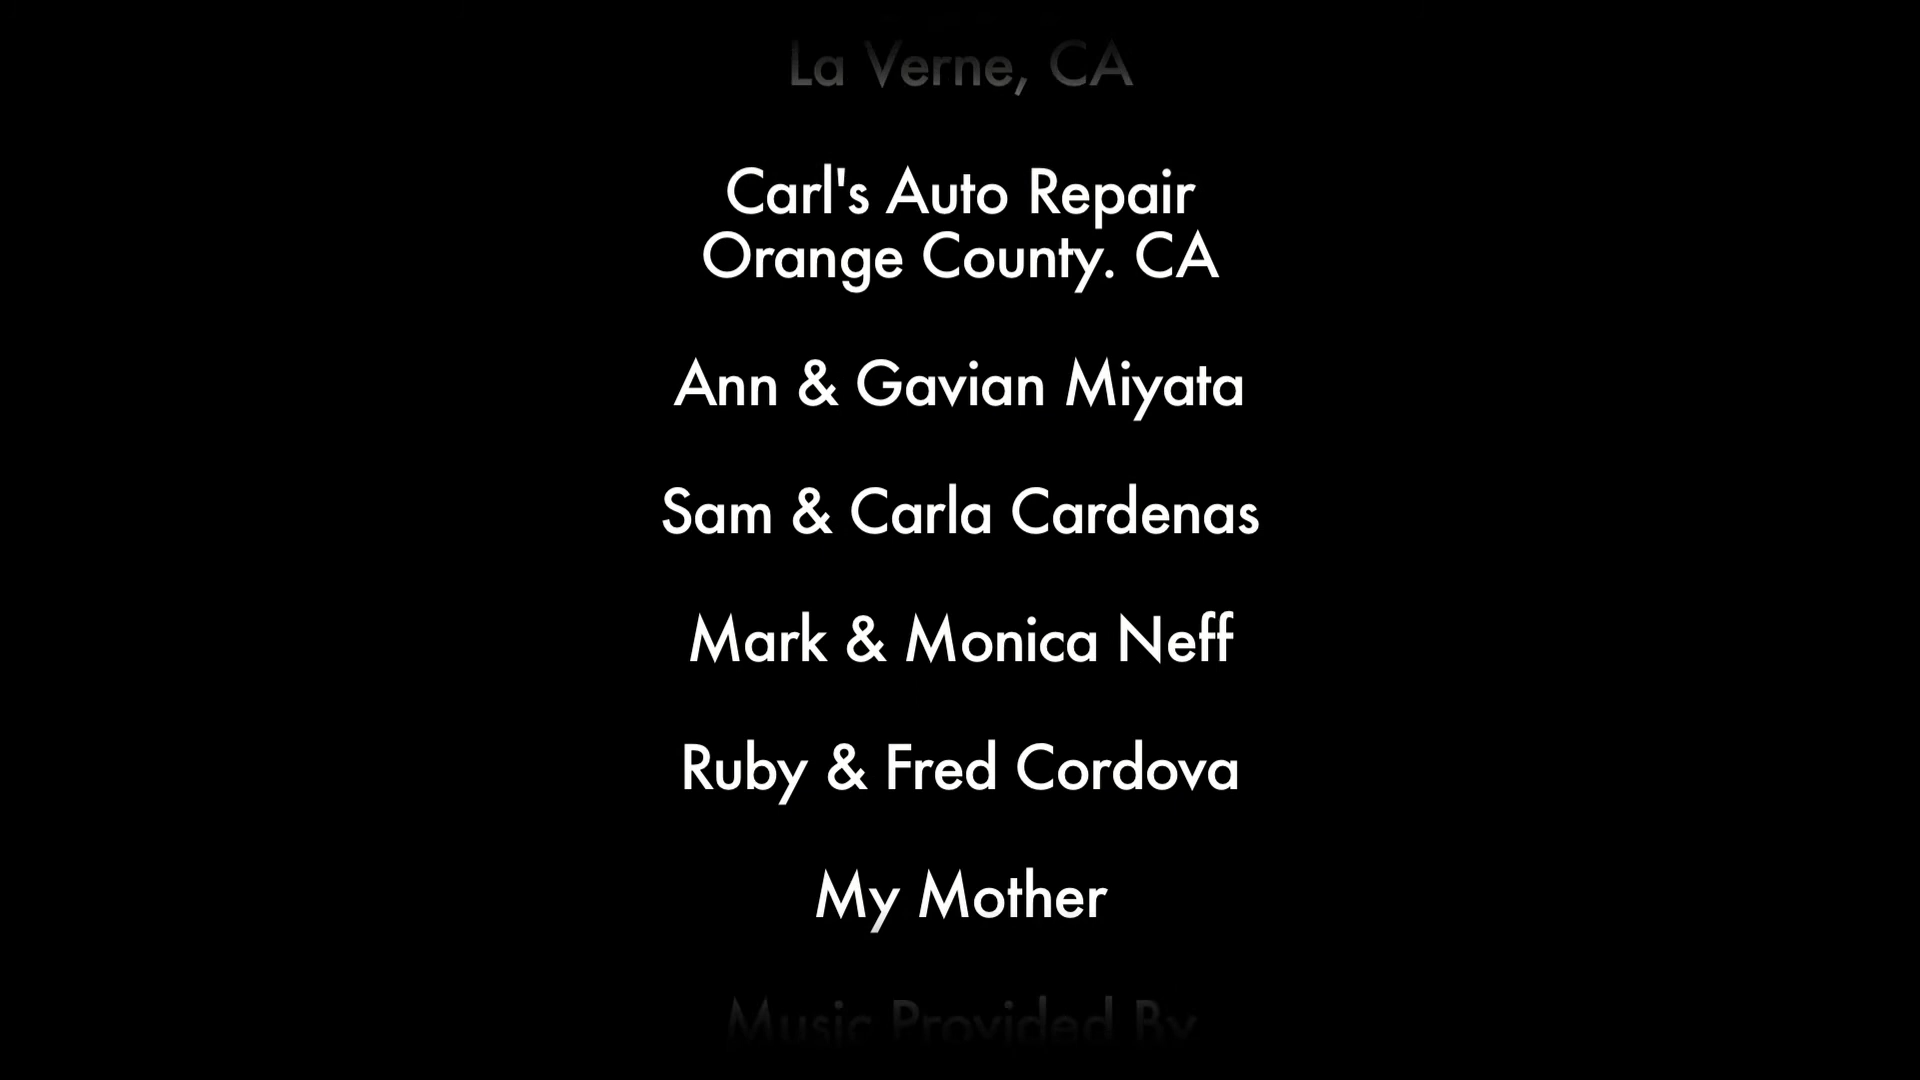 La Verne, CA
Carl's Auto Repair
Orange County. CA
Ann & Gavian Miyata
Sam & Carla Cardenas
Mark & Monica Neff
Ruby & Fred Cordova
My Mother
Music Provided By